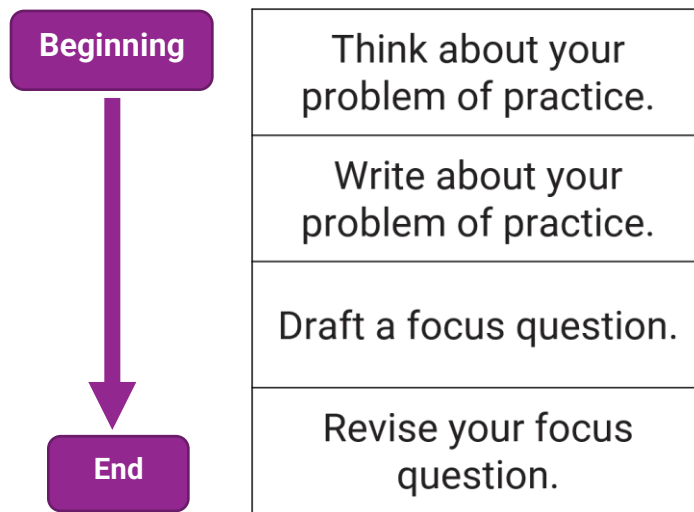 Beginning
Think about your
problem of practice.
Write about your
problem of practice.
Draft a focus question.
Revise your focus
question.
End